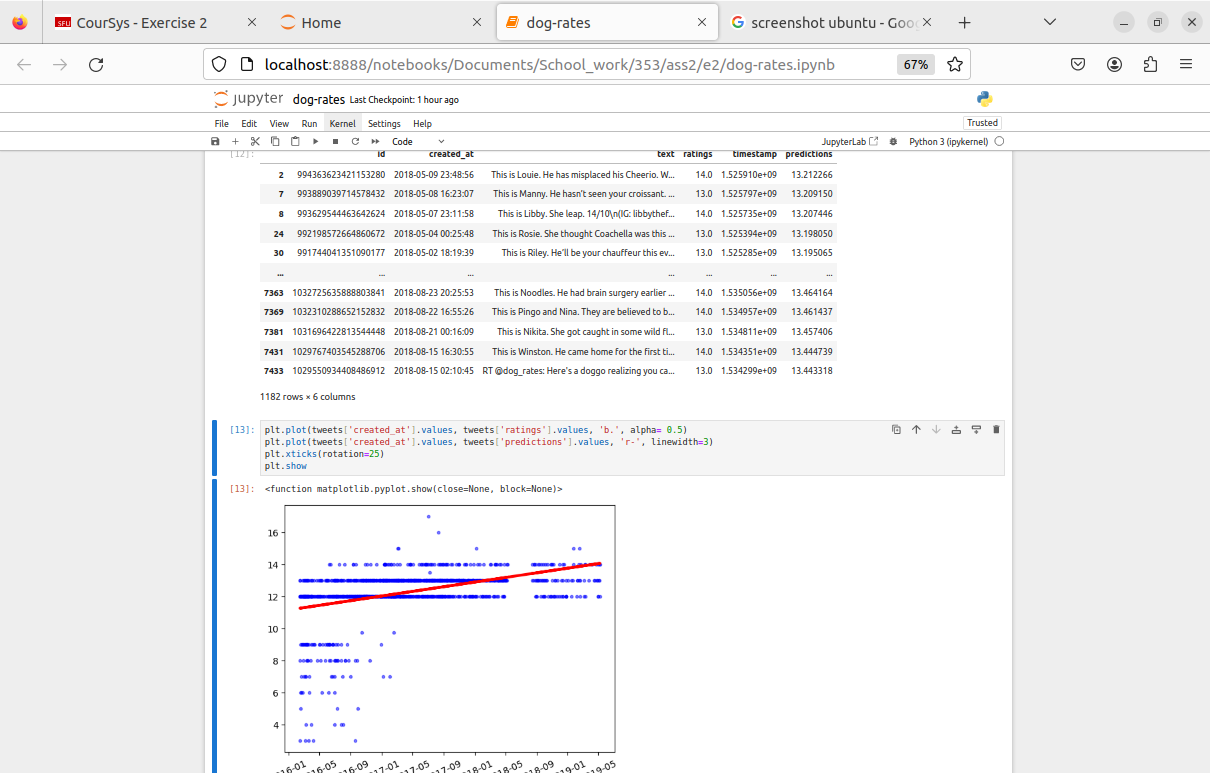 SFU CourSys - Exercise 2
Home
dog-rates
screenshot ubuntu - Goo
localhost:8888/notebooks/Documents/School_work/353/ass2/e2/dog-rates.ipynb 67%
jupyter dog-rates Last Checkpoint: 1 hour ago
File Edit View Run Kernel Settings Help Trusted
Code JupyterLab Python 3 (ipykernel)
[12]: id created_at text ratings timestamp predictions
2 994363623421153280 2018-05-09 23:48:56 This is Louie. He has misplaced his Cheerio. W... 14.0 1.525910e+09 13.212266
7 993889039714578432 2018-05-08 16:23:07 This is Manny. He hasn't seen your croissant. ... 13.0 1.525797e+09 13.209150
8 993629544463642624 2018-05-07 23:11:58 This is Libby. She leap. 14/10\n(IG: libbythef... 14.0 1.525735e+09 13.207446
24 992198572664860672 2018-05-04 00:25:48 This is Rosie. She thought Coachella was this ... 13.0 1.525394e+09 13.198050
30 991744041351090177 2018-05-02 18:19:39 This is Riley. He'll be your chauffeur this ev... 13.0 1.525285e+09 13.195065
... ... ... ... ... ... ...
7363 1032725635888803841 2018-08-23 20:25:53 This is Noodles. He had brain surgery earlier ... 14.0 1.535056e+09 13.464164
7369 1032310288652152832 2018-08-22 16:55:26 This is Pingo and Nina. They are believed to b... 14.0 1.534957e+09 13.461437
7381 1031696422813544448 2018-08-21 00:16:09 This is Nikita. She got caught in some wild fl... 13.0 1.534811e+09 13.457406
7431 1029767403545288706 2018-08-15 16:30:55 This is Winston. He came home for the first ti... 14.0 1.534351e+09 13.444739
7433 1029550934408486912 2018-08-15 02:10:45 RT @dog_rates: Here's a doggo realizing you ca... 13.0 1.534299e+09 13.443318
1182 rows × 6 columns
[13]: plt.plot(tweets['created_at'].values, tweets['ratings'].values, 'b.', alpha= 0.5)
plt.plot(tweets['created_at'].values, tweets['predictions'].values, 'r-', linewidth=3)
plt.xticks(rotation=25)
plt.show
[13]: <function matplotlib.pyplot.show(close=None, block=None)>
16
14
12
10
8
6
4
16-01 16-05 16-09 17-01 17-05 17-09 18-01 18-05 18-09 19-01 19-05